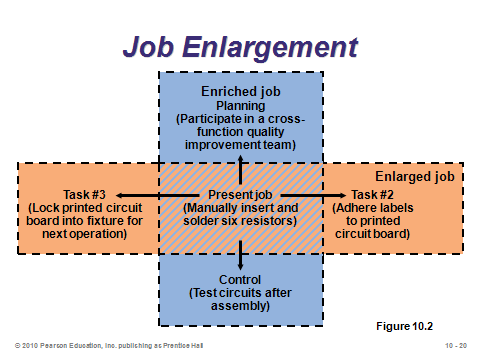 Job Enlargement
Enriched job
Planning
(Participate in a cross-
function quality
improvement team)
Enlarged job
Task #3
(Lock printed circuit
board into fixture for
next operation)
Present job
(Manually insert and
solder six resistors)
Task #2
(Adhere labels
to printed
circuit board)
Control
(Test circuits after
assembly)
Figure 10.2
© 2010 Pearson Education, Inc. publishing as Prentice Hall
10 - 20